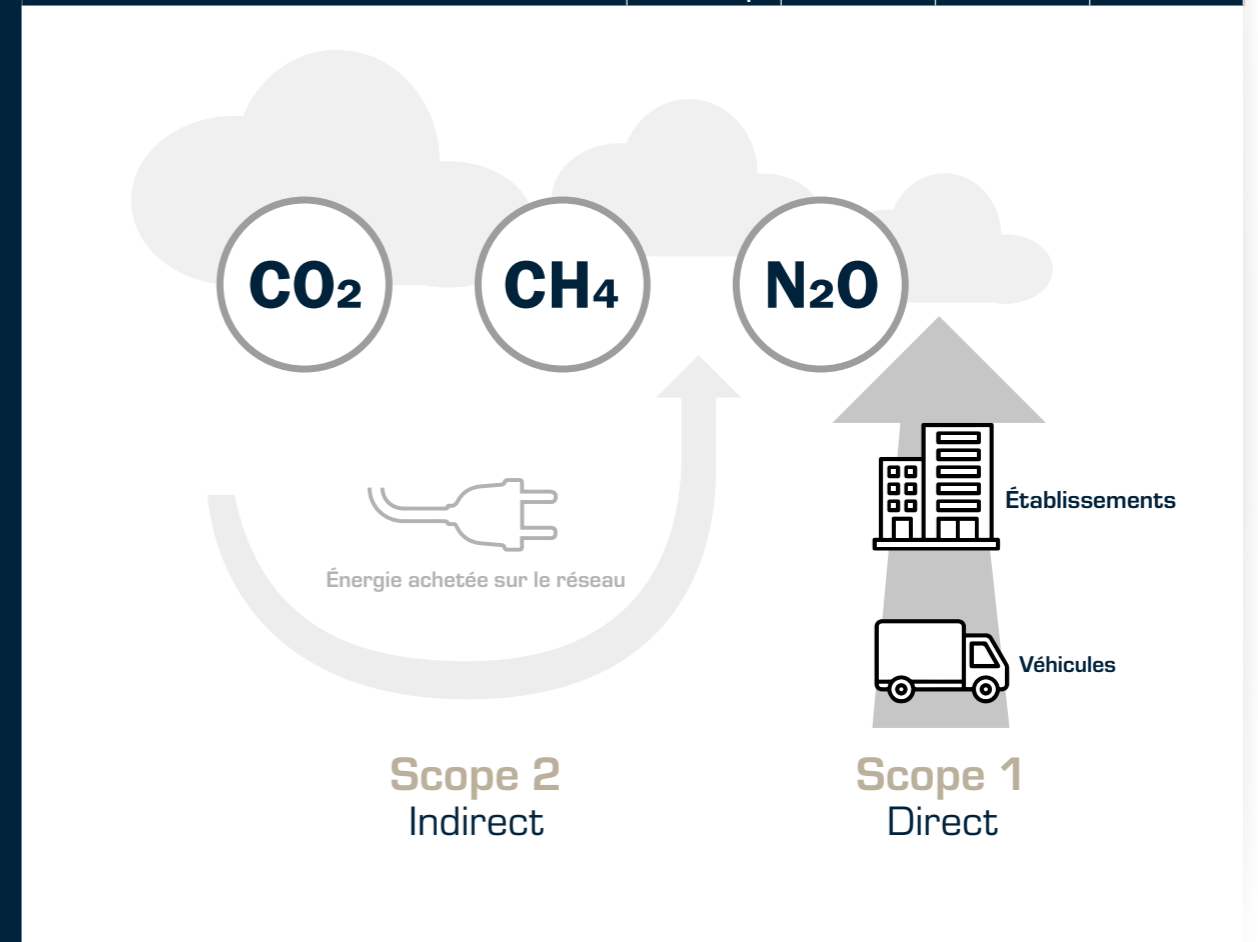 CO₂
CH₄
N₂O
Établissements
Énergie achetée sur le réseau
Véhicules
Scope 2
Indirect
Scope 1
Direct